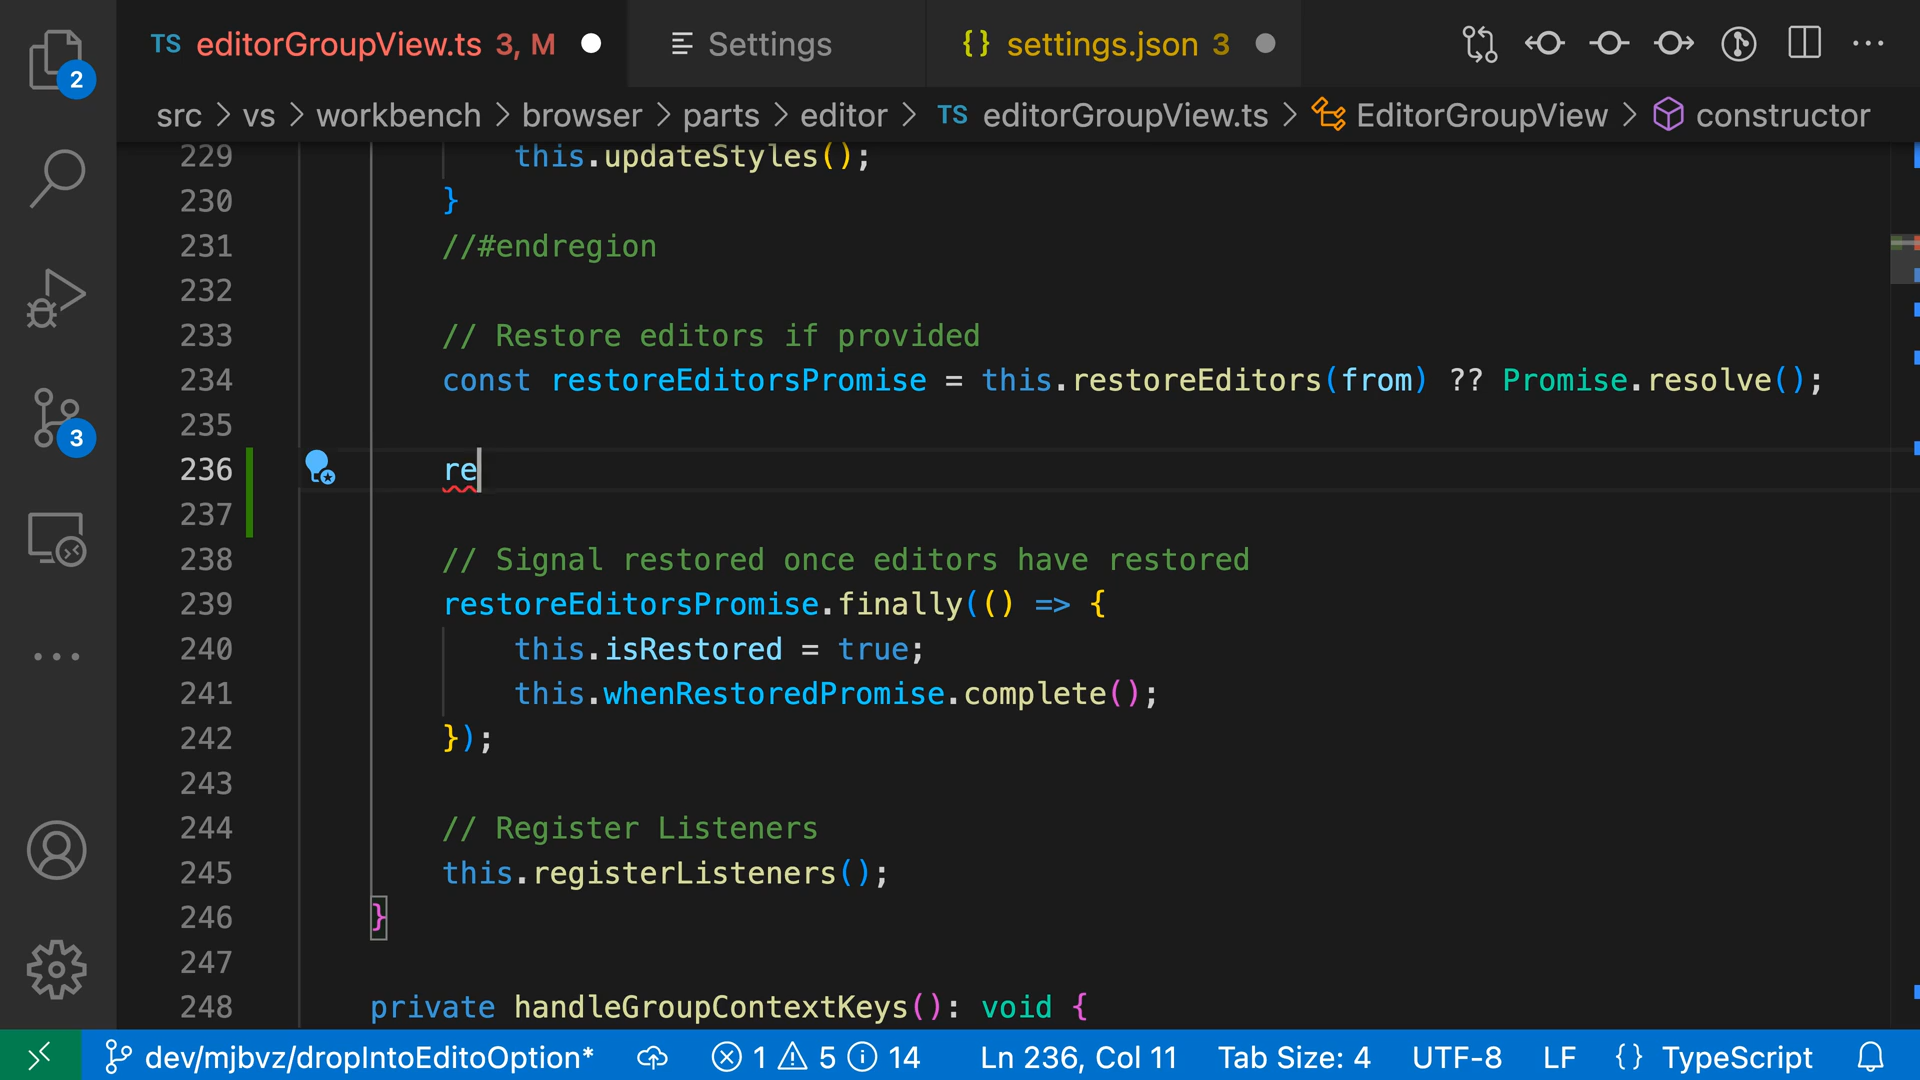 TS editorGroupView.ts 3, M
Settings
{} settings.json 3
src > vs > workbench > browser > parts > editor > TS editorGroupView.ts > EditorGroupView > constructor
2
3
229 this.updateStyles();
230 }
231 //#endregion
232
233 // Restore editors if provided
234 const restoreEditorsPromise = this.restoreEditors(from) ?? Promise.resolve();
235
236 re
237
238 // Signal restored once editors have restored
239 restoreEditorsPromise.finally(() => {
240 this.isRestored = true;
241 this.whenRestoredPromise.complete();
242 });
243
244 // Register Listeners
245 this.registerListeners();
246 }
247
248 private handleGroupContextKeys(): void {
dev/mjbvz/dropIntoEditoOption* 1 5 14 Ln 236, Col 11 Tab Size: 4 UTF-8 LF {} TypeScript